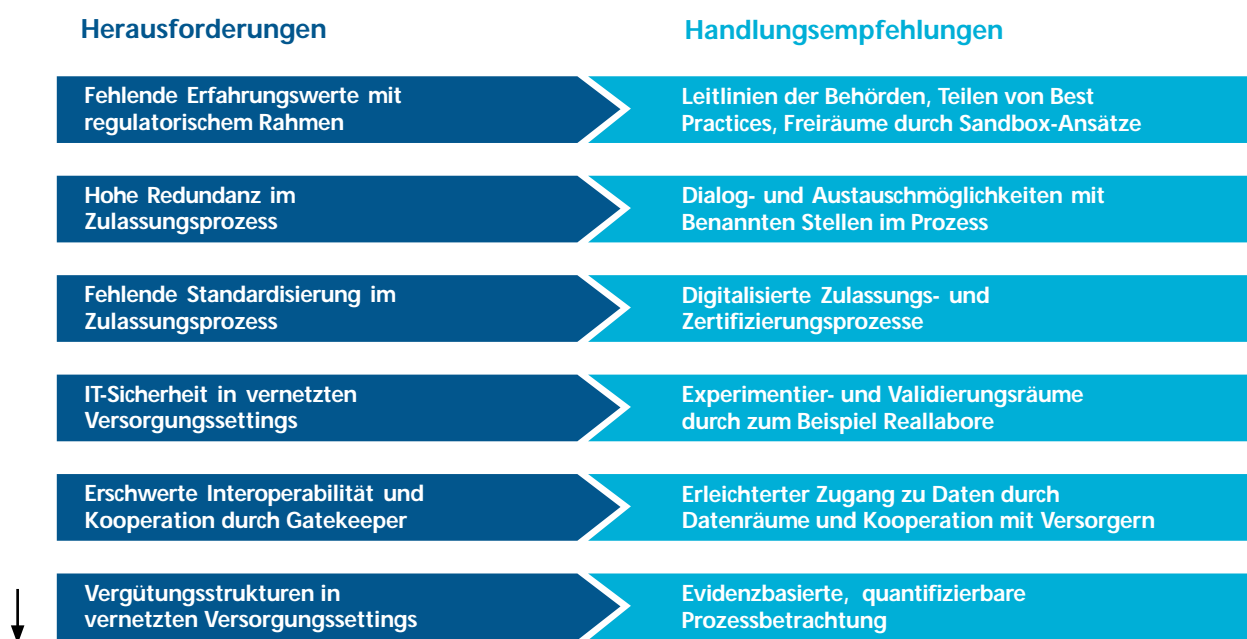 Herausforderungen
Handlungsempfehlungen
Fehlende Erfahrungswerte mit
regulatorischem Rahmen
Leitlinien der Behörden, Teilen von Best
Practices, Freiräume durch Sandbox-Ansätze
Hohe Redundanz im
Zulassungsprozess
Dialog- und Austauschmöglichkeiten mit
Benannten Stellen im Prozess
Fehlende Standardisierung im
Zulassungsprozess
Digitalisierte Zulassungs- und
Zertifizierungsprozesse
IT-Sicherheit in vernetzten
Versorgungssettings
Experimentier- und Validierungsräume
durch zum Beispiel Reallabore
Erschwerte Interoperabilität und
Kooperation durch Gatekeeper
Erleichterter Zugang zu Daten durch
Datenräume und Kooperation mit Versorgern
Vergütungsstrukturen in
vernetzten Versorgungssettings
Evidenzbasierte, quantifizierbare
Prozessbetrachtung